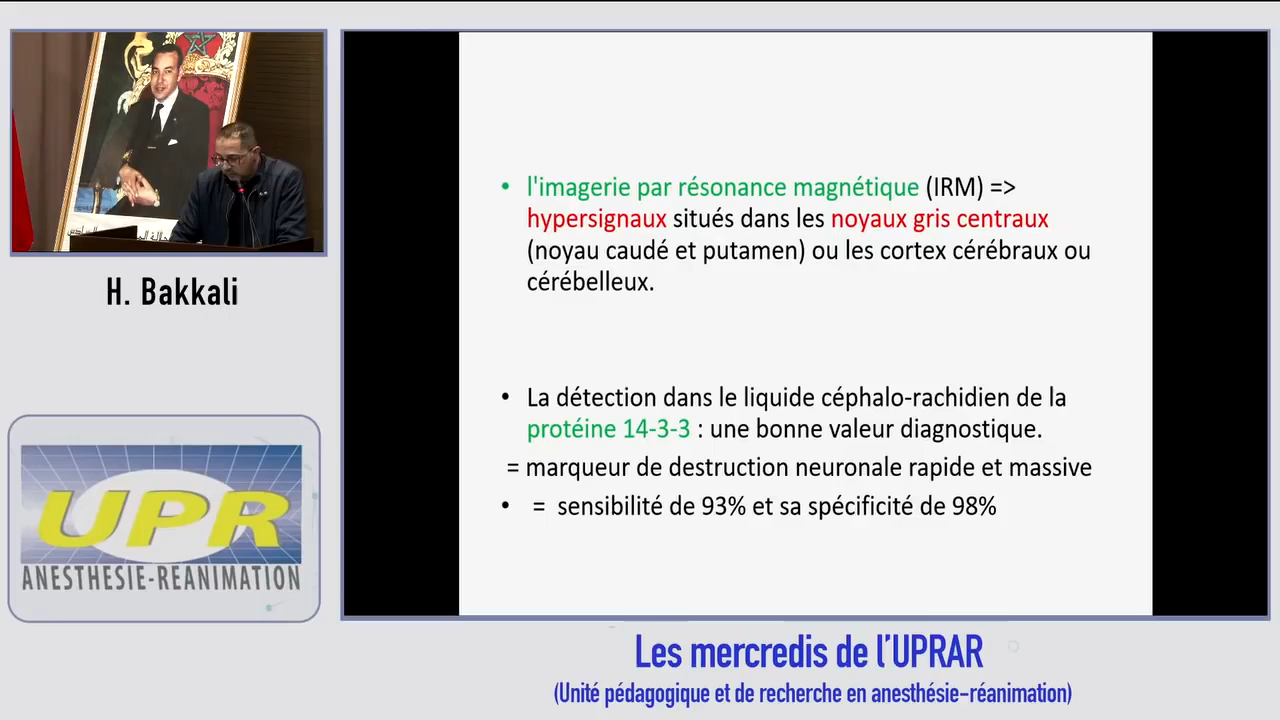 • l'imagerie par résonance magnétique (IRM) =>
hypersignaux situés dans les noyaux gris centraux
(noyau caudé et putamen) ou les cortex cérébraux ou
cérébelleux.
• La détection dans le liquide céphalo-rachidien de la
protéine 14-3-3 : une bonne valeur diagnostique.
= marqueur de destruction neuronale rapide et massive
• = sensibilité de 93% et sa spécificité de 98%
H. Bakkali
UPR
ANESTHESIE-REANIMATION
Les mercredis de l'UPRAR
(Unité pédagogique et de recherche en anesthésie-réanimation)